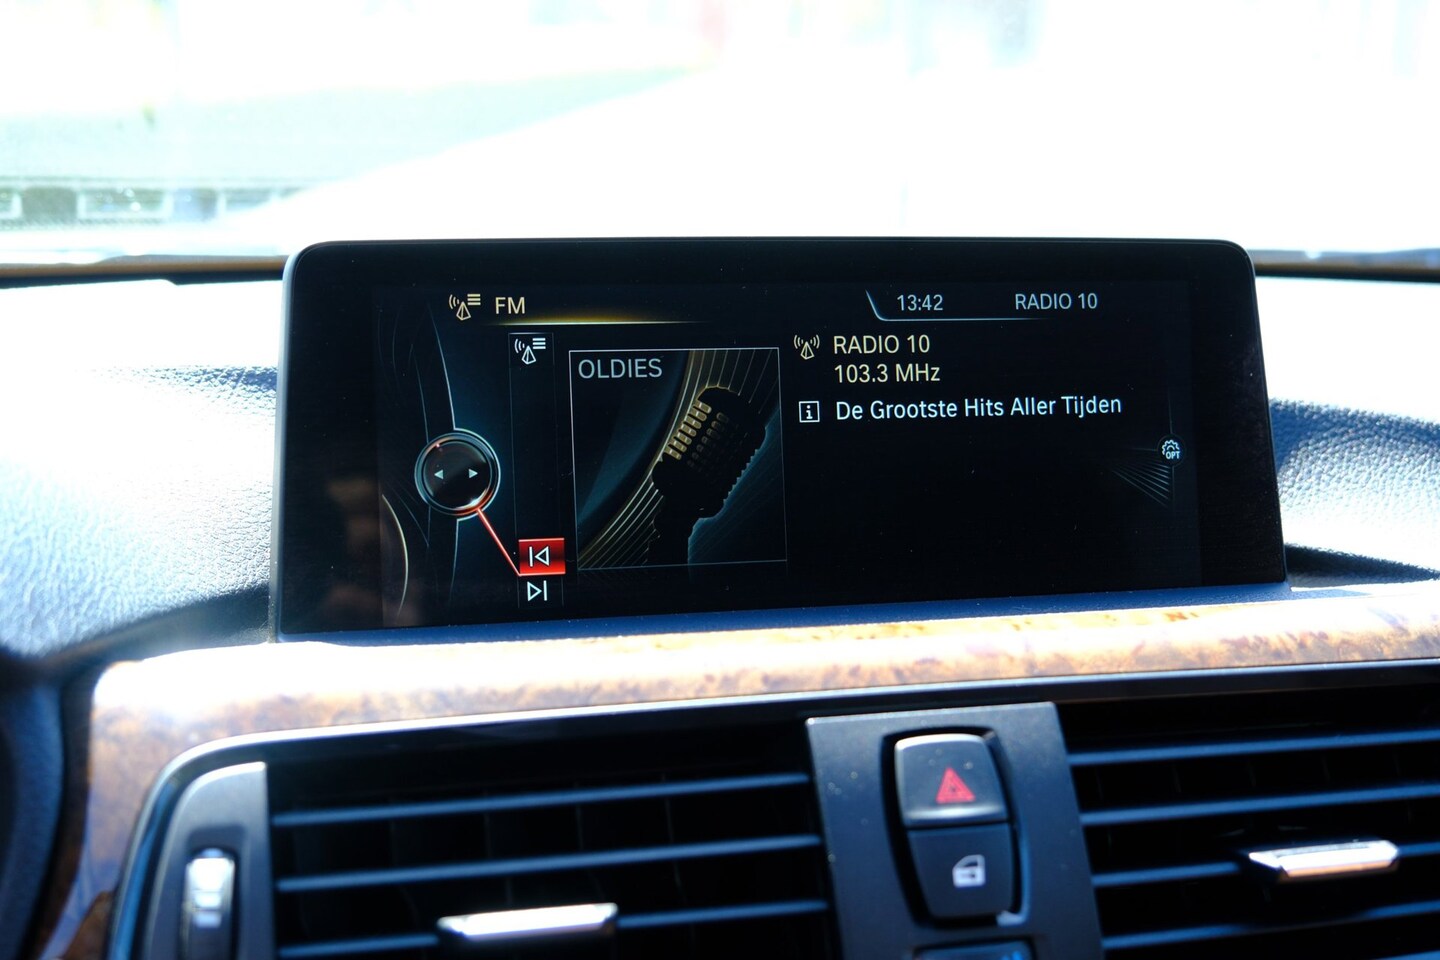 FM
13:42
RADIO 10
OLDIES
RADIO 10
103.3 MHz
i De Grootste Hits Aller Tijden
OPT